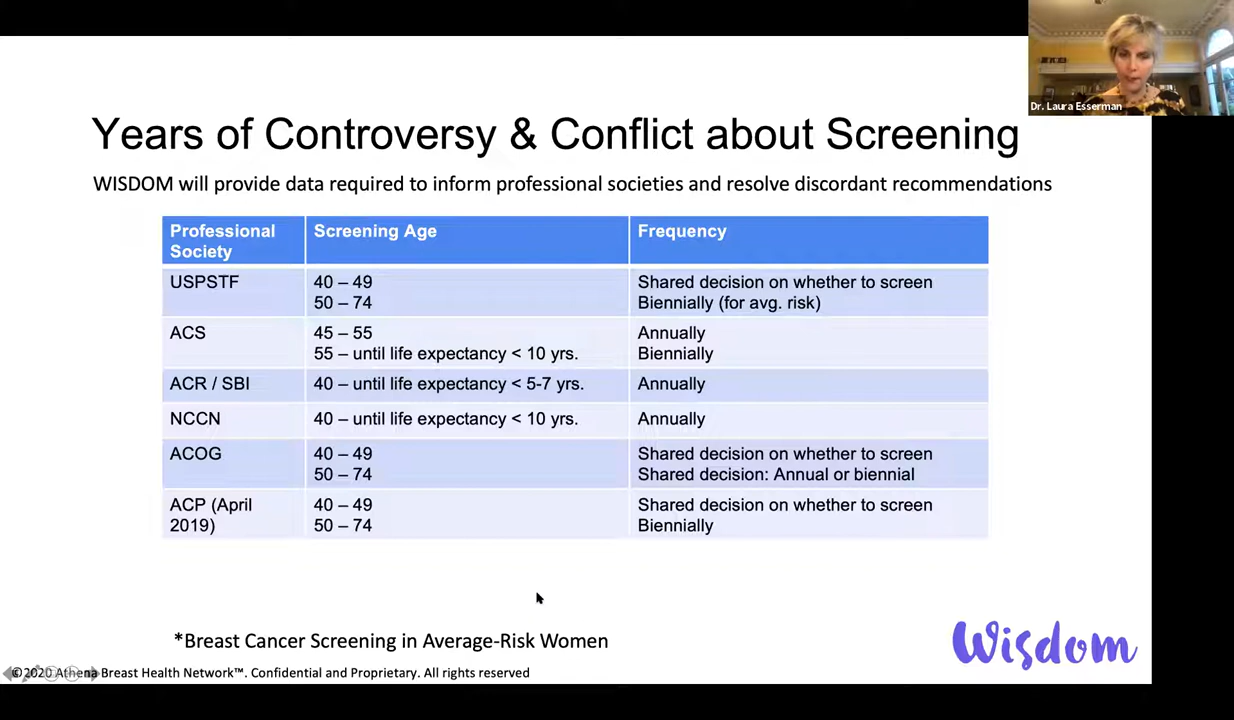 Dr. Laura Esserman
Years of Controversy & Conflict about Screening
WISDOM will provide data required to inform professional societies and resolve discordant recommendations
Professional Society Screening Age Frequency
USPSTF 40 – 49 Shared decision on whether to screen
50 – 74 Biennially (for avg. risk)
ACS 45 – 55 Annually
55 – until life expectancy < 10 yrs. Biennially
ACR / SBI 40 – until life expectancy < 5-7 yrs. Annually
NCCN 40 – until life expectancy < 10 yrs. Annually
ACOG 40 – 49 Shared decision on whether to screen
50 – 74 Shared decision: Annual or biennial
ACP (April 40 – 49 Shared decision on whether to screen
2019) 50 – 74 Biennially
*Breast Cancer Screening in Average-Risk Women
Wisdom
©2020 Athena Breast Health Network™. Confidential and Proprietary. All rights reserved